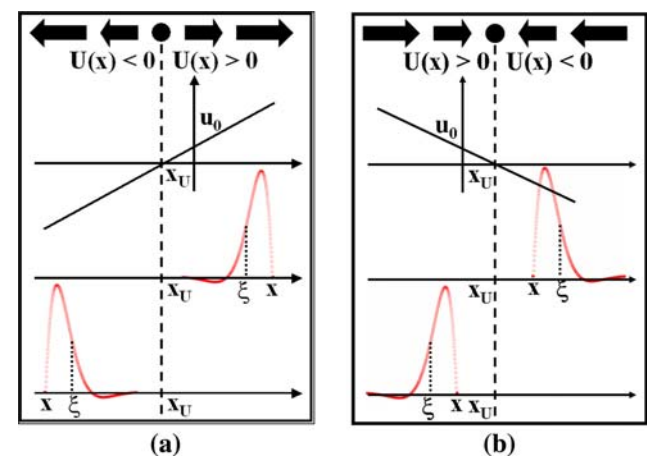 U(x) < 0 U(x) > 0
u0
xU
xU ξ x
x ξ xU
(a)
U(x) > 0 U(x) < 0
u0
xU
xU x ξ
ξ x xU
(b)